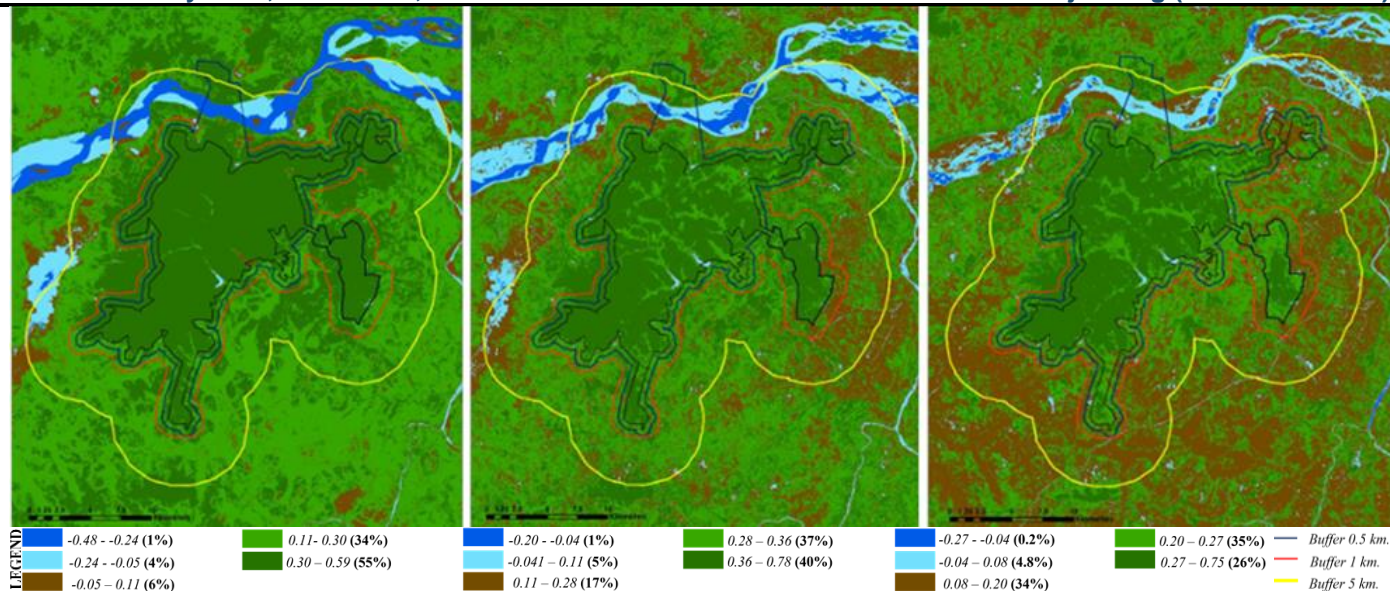 LEGEND
-0.48 - -0.24 (1%)
-0.24 - -0.05 (4%)
-0.05 – 0.11 (6%)
0.11- 0.30 (34%)
0.30 – 0.59 (55%)
-0.20 - -0.04 (1%)
-0.041 – 0.11 (5%)
0.11 – 0.28 (17%)
0.28 – 0.36 (37%)
0.36 – 0.78 (40%)
-0.27 - -0.04 (0.2%)
-0.04 – 0.08 (4.8%)
0.08 – 0.20 (34%)
0.20 – 0.27 (35%)
0.27 – 0.75 (26%)
Buffer 0.5 km.
Buffer 1 km.
Buffer 5 km.